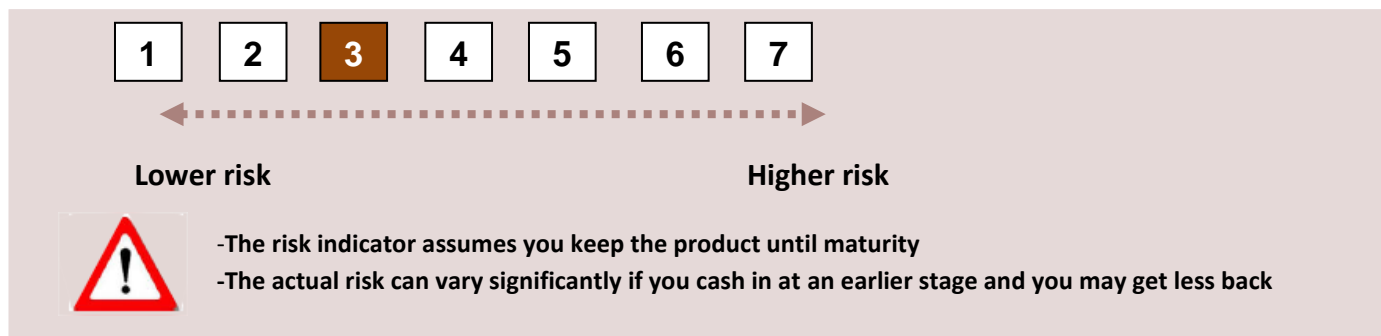 1 2 3 4 5 6 7
Lower risk Higher risk
-The risk indicator assumes you keep the product until maturity
-The actual risk can vary significantly if you cash in at an earlier stage and you may get less back